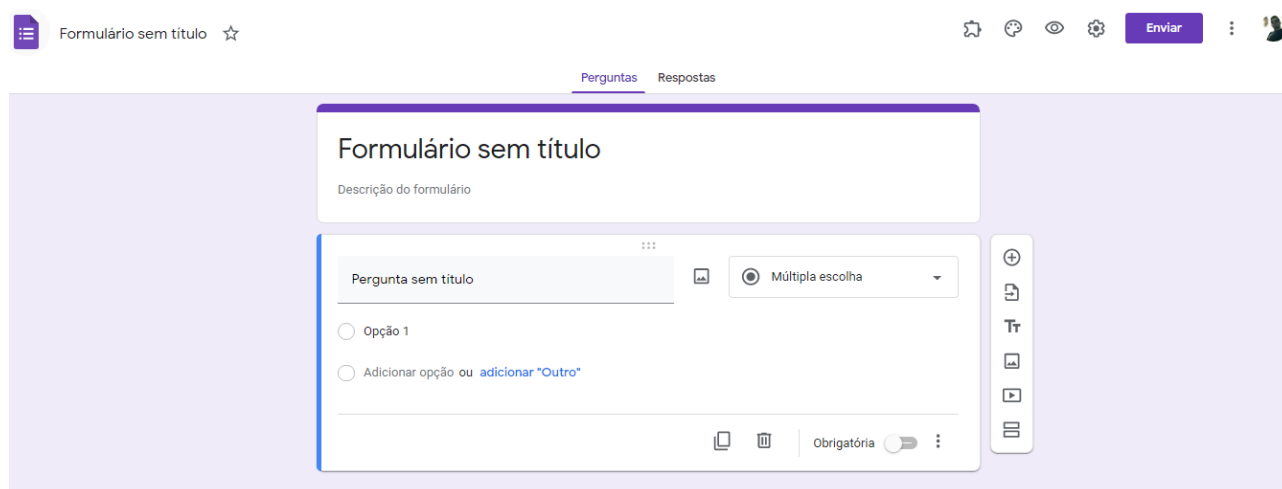 Formulário sem título
Enviar
Perguntas Respostas
Formulário sem título
Descrição do formulário
Pergunta sem título
Múltipla escolha
Opção 1
Adicionar opção ou adicionar "Outro"
Obrigatória
Tт